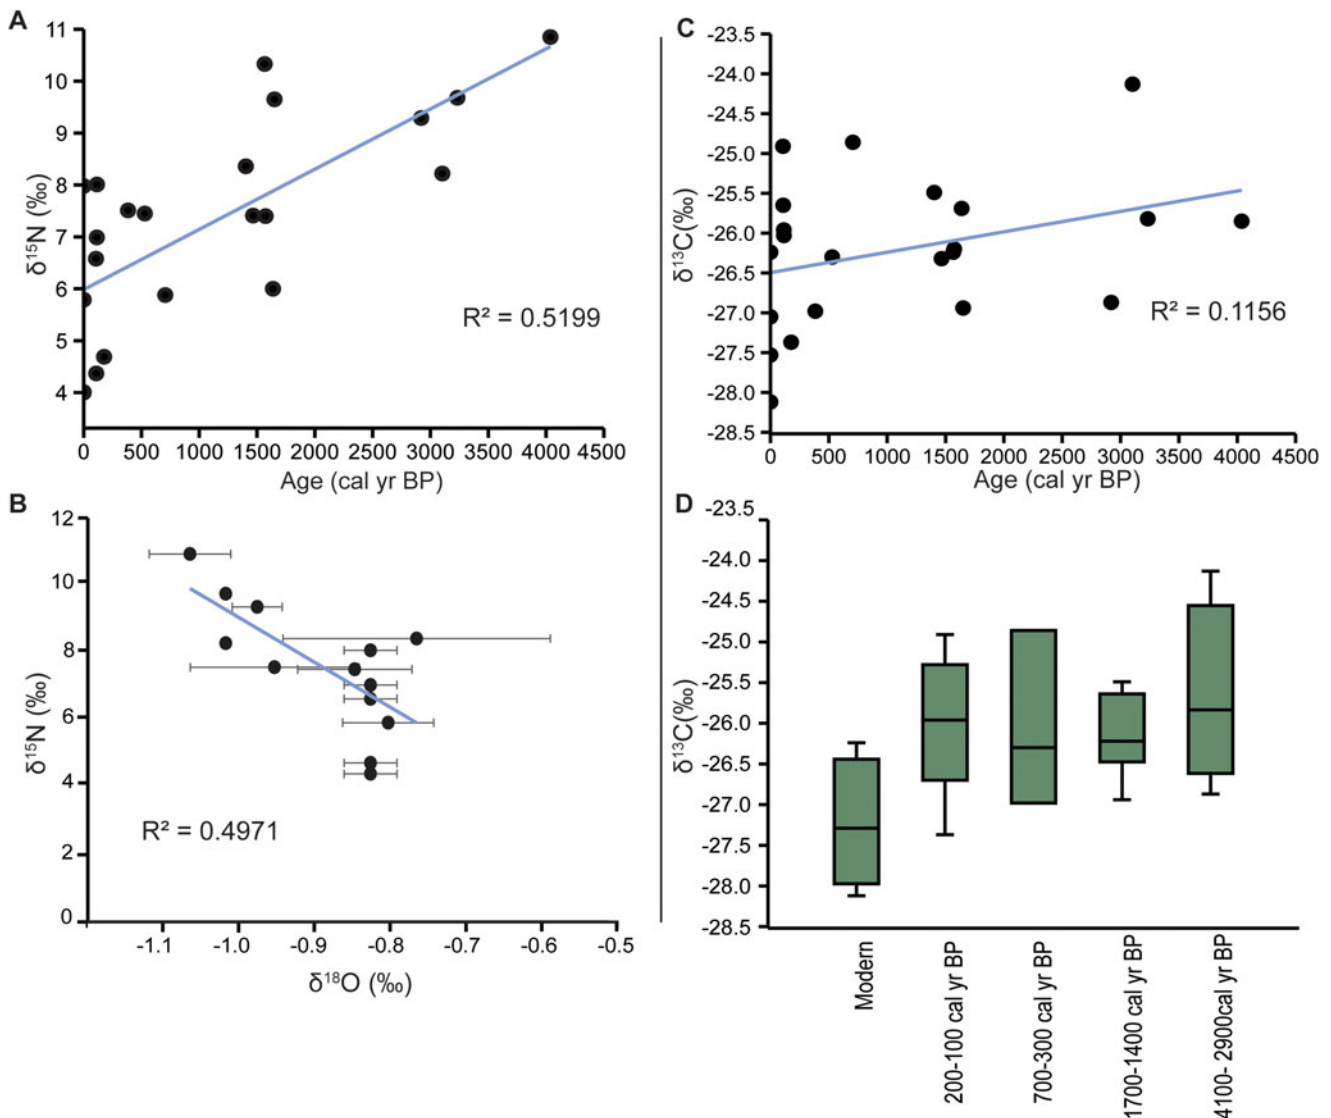 A
11
10
9
8
7
6
5
4
δ¹⁵N (‰)
R² = 0.5199
0 500 1000 1500 2000 2500 3000 3500 4000 4500
Age (cal yr BP)
B
12
10
8
6
4
2
0
δ¹⁵N (‰)
R² = 0.4971
-1.1 -1.0 -0.9 -0.8 -0.7 -0.6 -0.5
δ¹⁸O (‰)
C
-23.5
-24.0
-24.5
-25.0
-25.5
-26.0
-26.5
-27.0
-27.5
-28.0
-28.5
δ¹³C(‰)
R² = 0.1156
0 500 1000 1500 2000 2500 3000 3500 4000 4500
Age (cal yr BP)
D
-23.5
-24.0
-24.5
-25.0
-25.5
-26.0
-26.5
-27.0
-27.5
-28.0
-28.5
δ¹³C(‰)
Modern
200-100 cal yr BP
700-300 cal yr BP
1700-1400 cal yr BP
4100- 2900cal yr BP